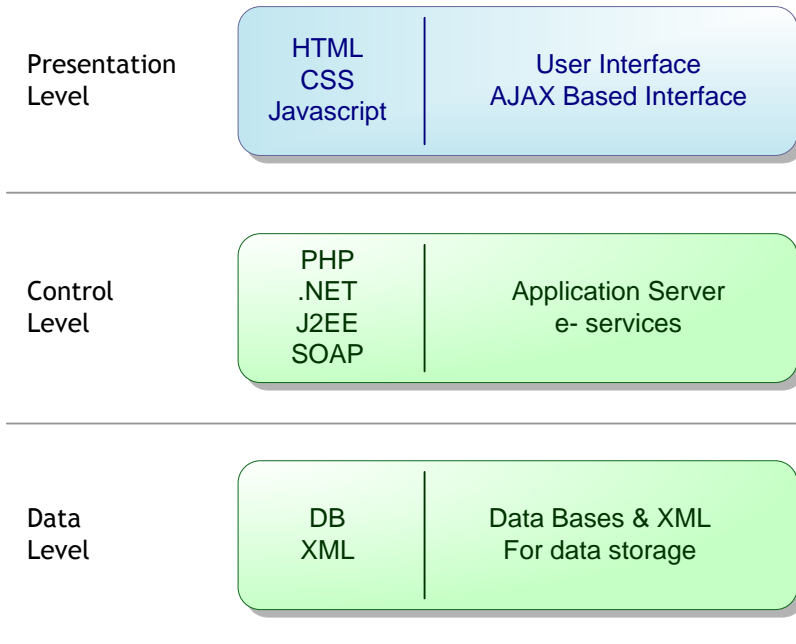 Presentation
Level
HTML
CSS
Javascript
User Interface
AJAX Based Interface
Control
Level
PHP
.NET
J2EE
SOAP
Application Server
e- services
Data
Level
DB
XML
Data Bases & XML
For data storage